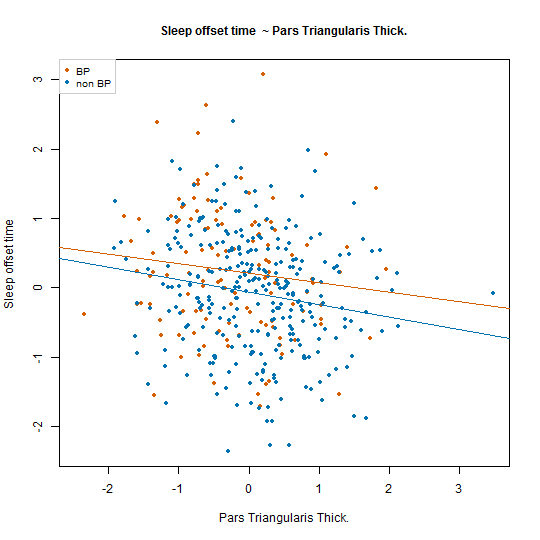 Sleep offset time ~ Pars Triangularis Thick.
BP
non BP
3
2
1
0
-1
-2
Sleep offset time
-2 -1 0 1 2 3
Pars Triangularis Thick.